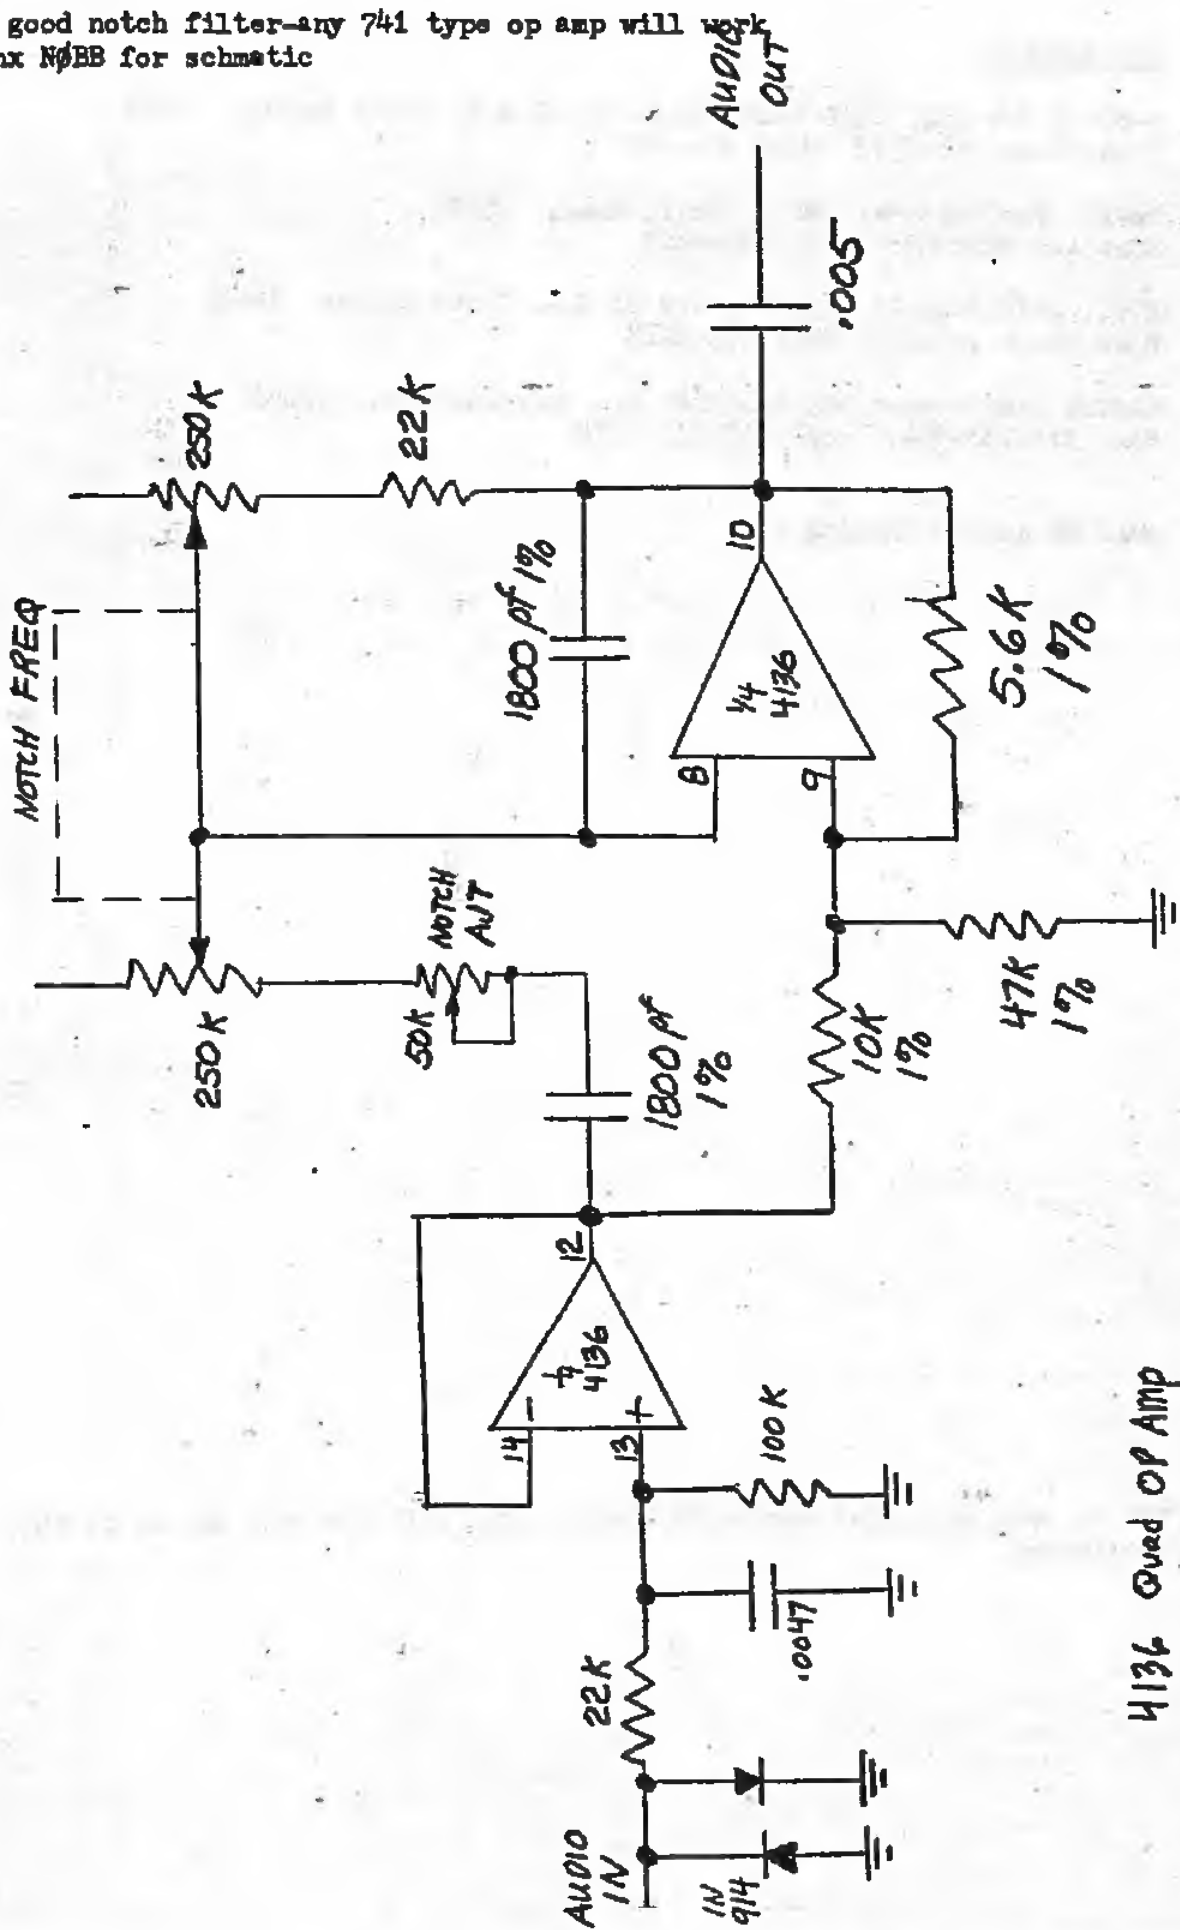 good notch filter-any 741 type op amp will work
nx NØBB for schmatic
AUDIO
OUT
.005
250K
22K
NOTCH FREQ
1800 pf 1%
10
1/4
4136
8
9
5.6K
1%
250K
50K
NOTCH
AJT
1800 pf
1%
10K
1%
47K
1%
12
1/4
4136
14
-
13
+
100K
.0047
22K
AUDIO
IN
IN
914
4136 Quad OP Amp